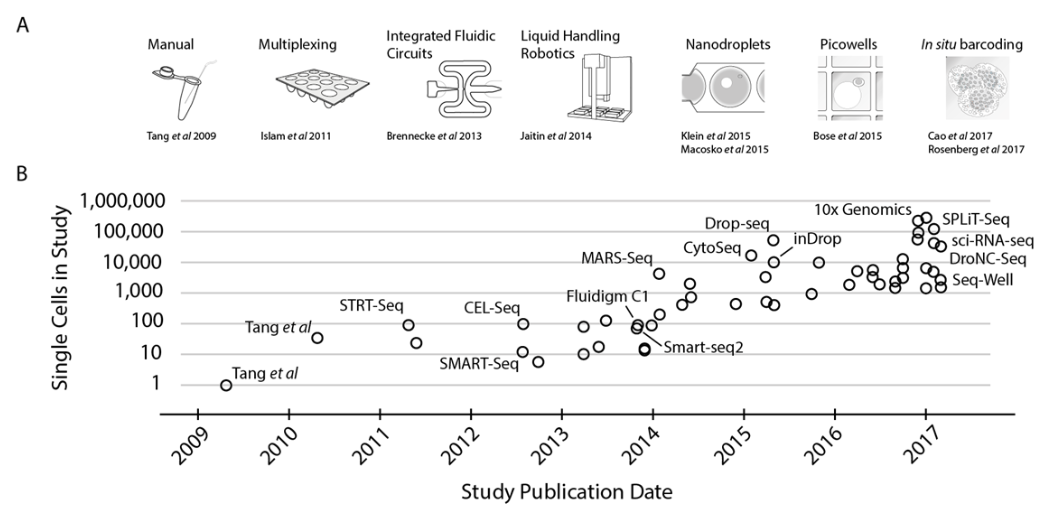 A
Manual
Tang et al 2009
Multiplexing
Islam et al 2011
Integrated Fluidic
Circuits
Brennecke et al 2013
Liquid Handling
Robotics
Jaitin et al 2014
Nanodroplets
Klein et al 2015
Macosko et al 2015
Picowells
Bose et al 2015
In situ barcoding
Cao et al 2017
Rosenberg et al 2017
B
Single Cells in Study
1,000,000
100,000
10,000
1,000
100
10
1
Tang et al
Tang et al
STRT-Seq
CEL-Seq
SMART-Seq
Fluidigm C1
Smart-seq2
MARS-Seq
CytoSeq
Drop-seq
inDrop
10x Genomics
SPLiT-Seq
sci-RNA-seq
DroNC-Seq
Seq-Well
2009
2010
2011
2012
2013
2014
2015
2016
2017
Study Publication Date